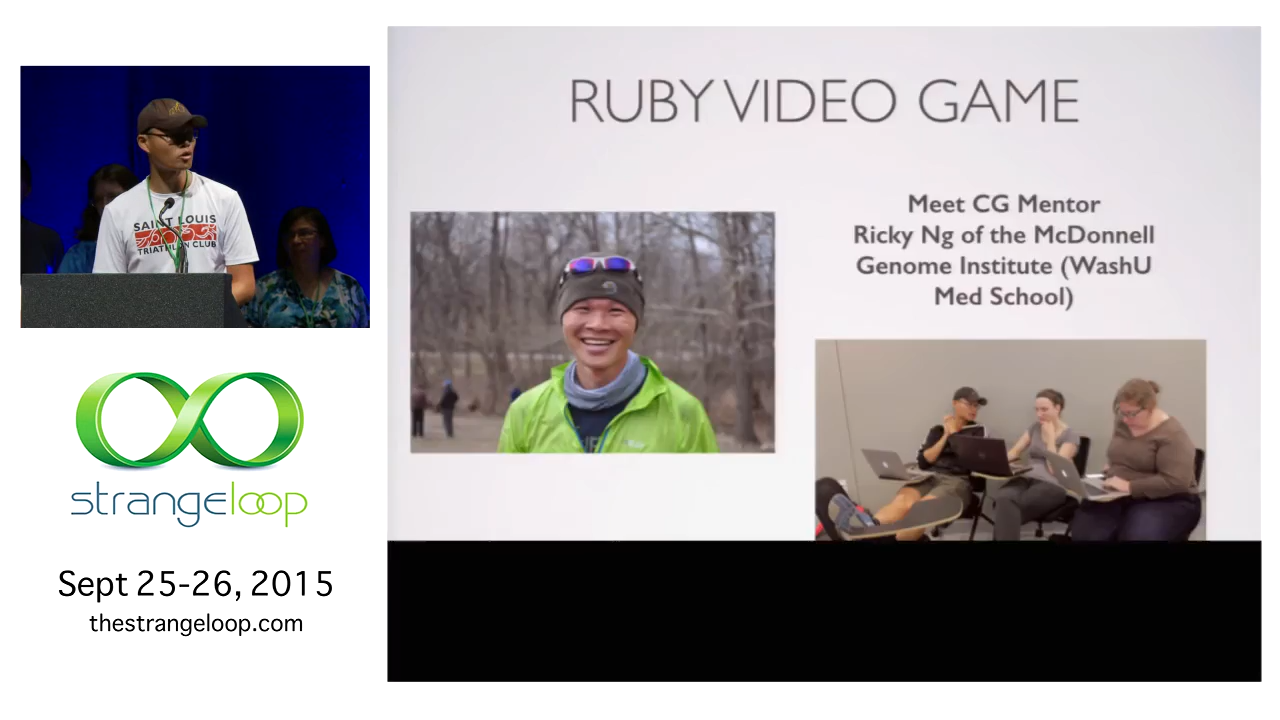 RUBY VIDEO GAME
SAINT LOUIS
TRIATHLON CLUB
Meet CG Mentor
Ricky Ng of the McDonnell
Genome Institute (WashU
Med School)
strangeloop
Sept 25-26, 2015
thestrangeloop.com